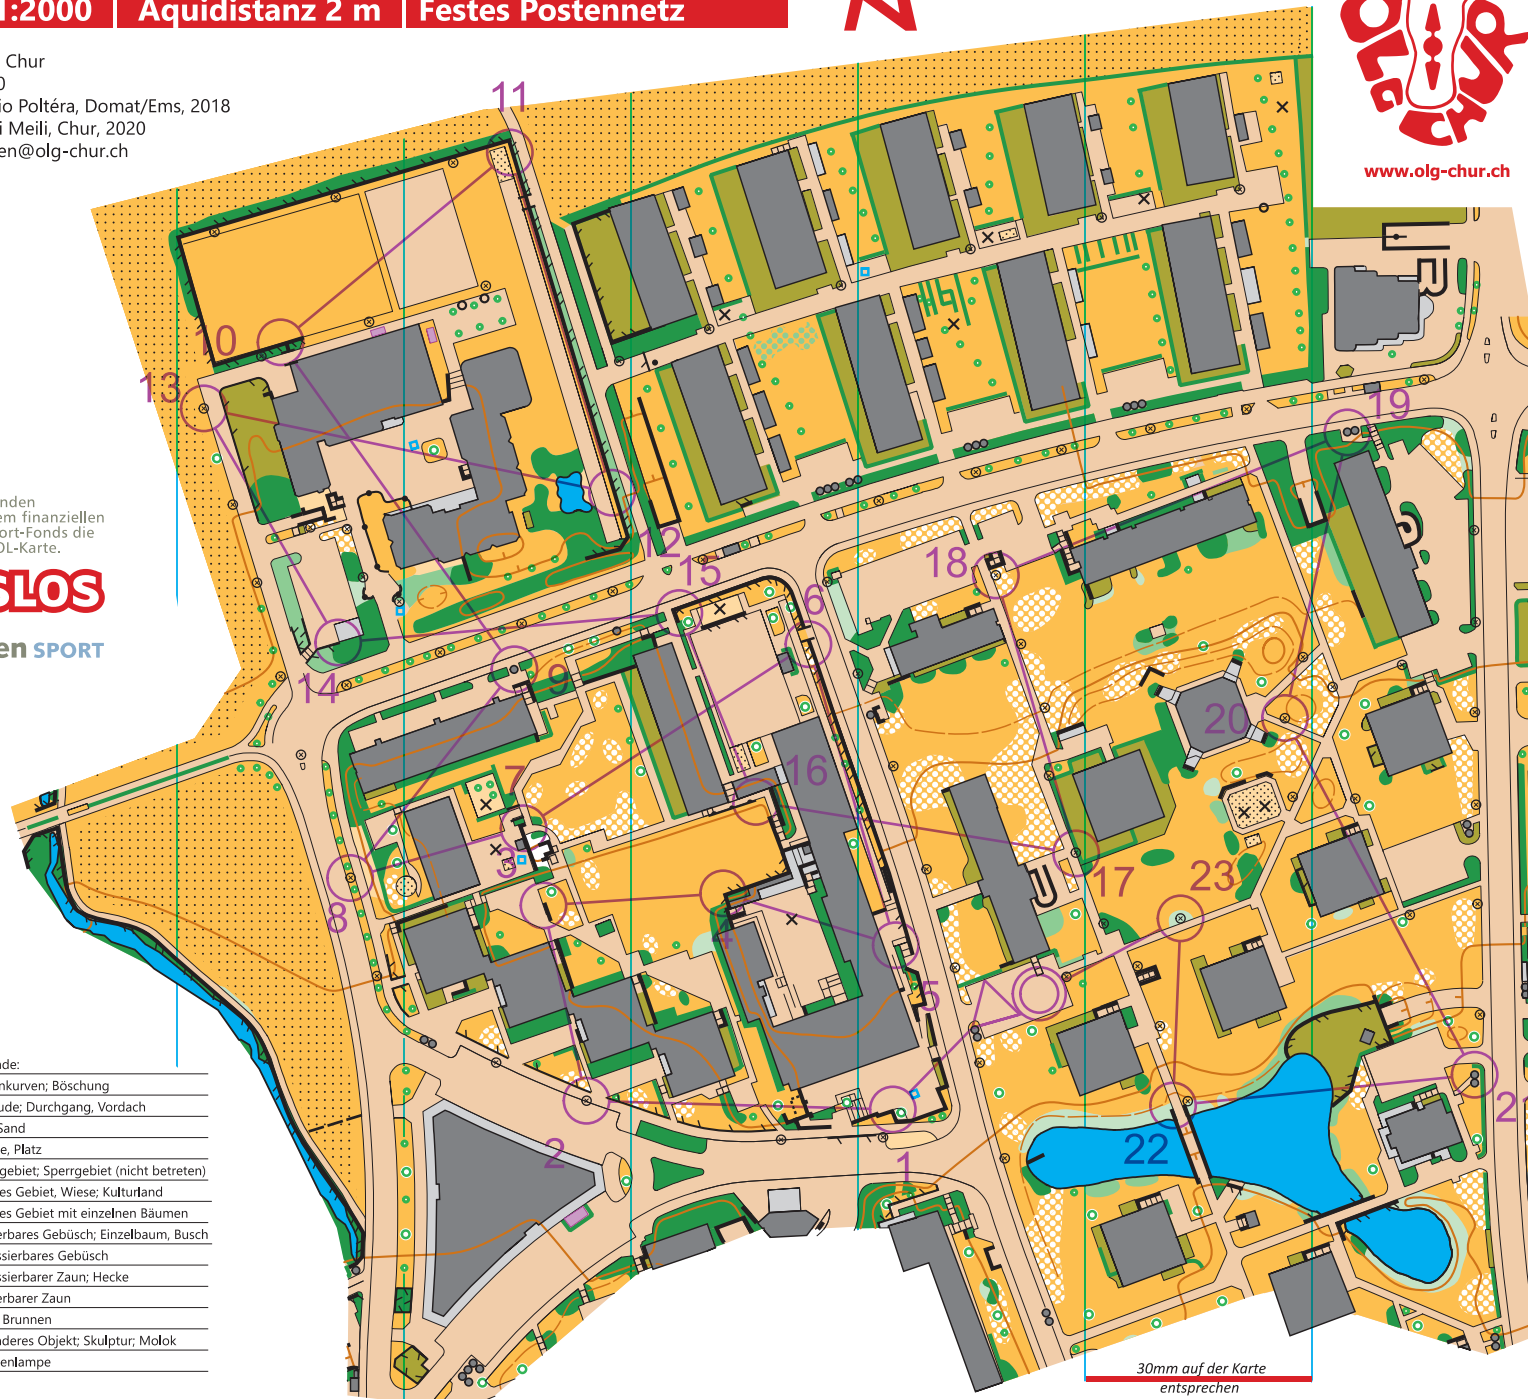 1:2000 | Äquidistanz 2 m | Festes Postennetz
Chur
Poltéra, Domat/Ems, 2018
Meili, Chur, 2020
en@olg-chur.ch
OLG CHUR
www.olg-chur.ch
11
10
13
19
finanziellen
ort-Fonds die
OL-Karte.
SLOS
en SPORT
12
15
18
6
14
9
20
7
16
3
17
23
8
4
5
2
22
21
1
de:
nkurven; Böschung
ude; Durchgang, Vordach
Sand
e, Platz
gebiet; Sperrgebiet (nicht betreten)
es Gebiet, Wiese; Kulturland
es Gebiet mit einzelnen Bäumen
erbares Gebüsch; Einzelbaum, Busch
ssierbares Gebüsch
ssierbarer Zaun; Hecke
erbarer Zaun
Brunnen
nderes Objekt; Skulptur; Molok
enlampe
30mm auf der Karte
entsprechen